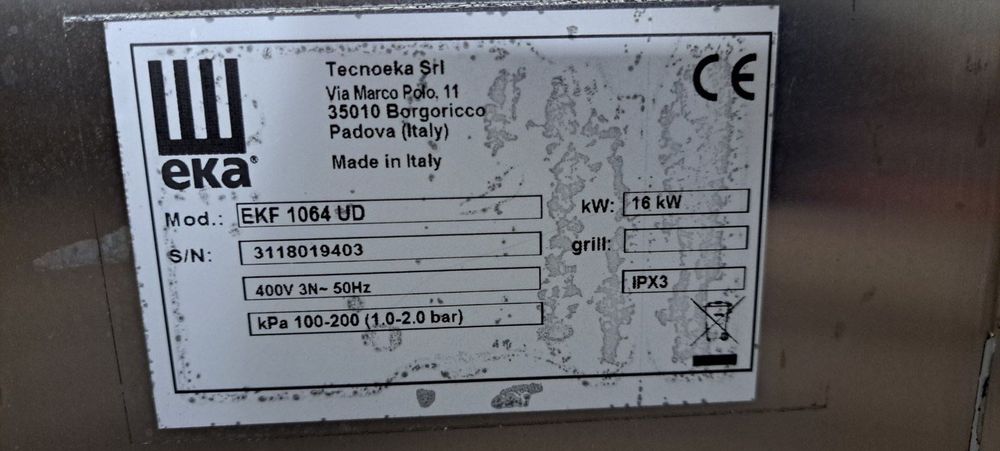 eka®
Tecnoeka Srl
Via Marco Polo, 11
35010 Borgoricco
Padova (Italy)
Made in Italy
CE
Mod.: EKF 1064 UD
kW: 16 kW
S/N: 3118019403
grill:
400V 3N~ 50Hz
IPX3
kPa 100-200 (1.0-2.0 bar)